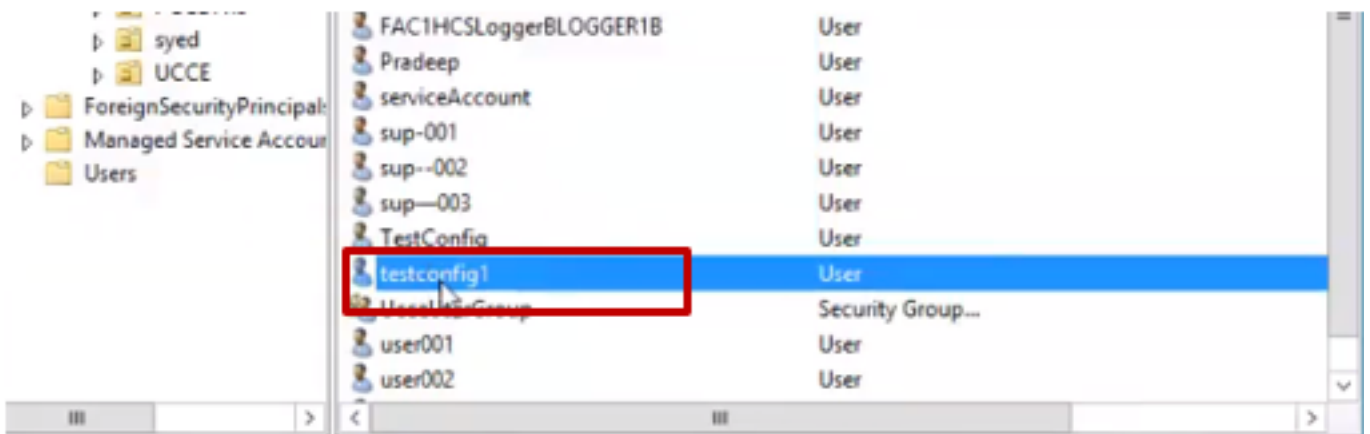 syed
UCCE
ForeignSecurityPrincipals
Managed Service Accour
Users
FAC1HCSLoggerBLOGGER1B User
Pradeep User
serviceAccount User
sup-001 User
sup--002 User
sup—003 User
TestConfig User
testconfig1 User
Security Group...
user001 User
user002 User